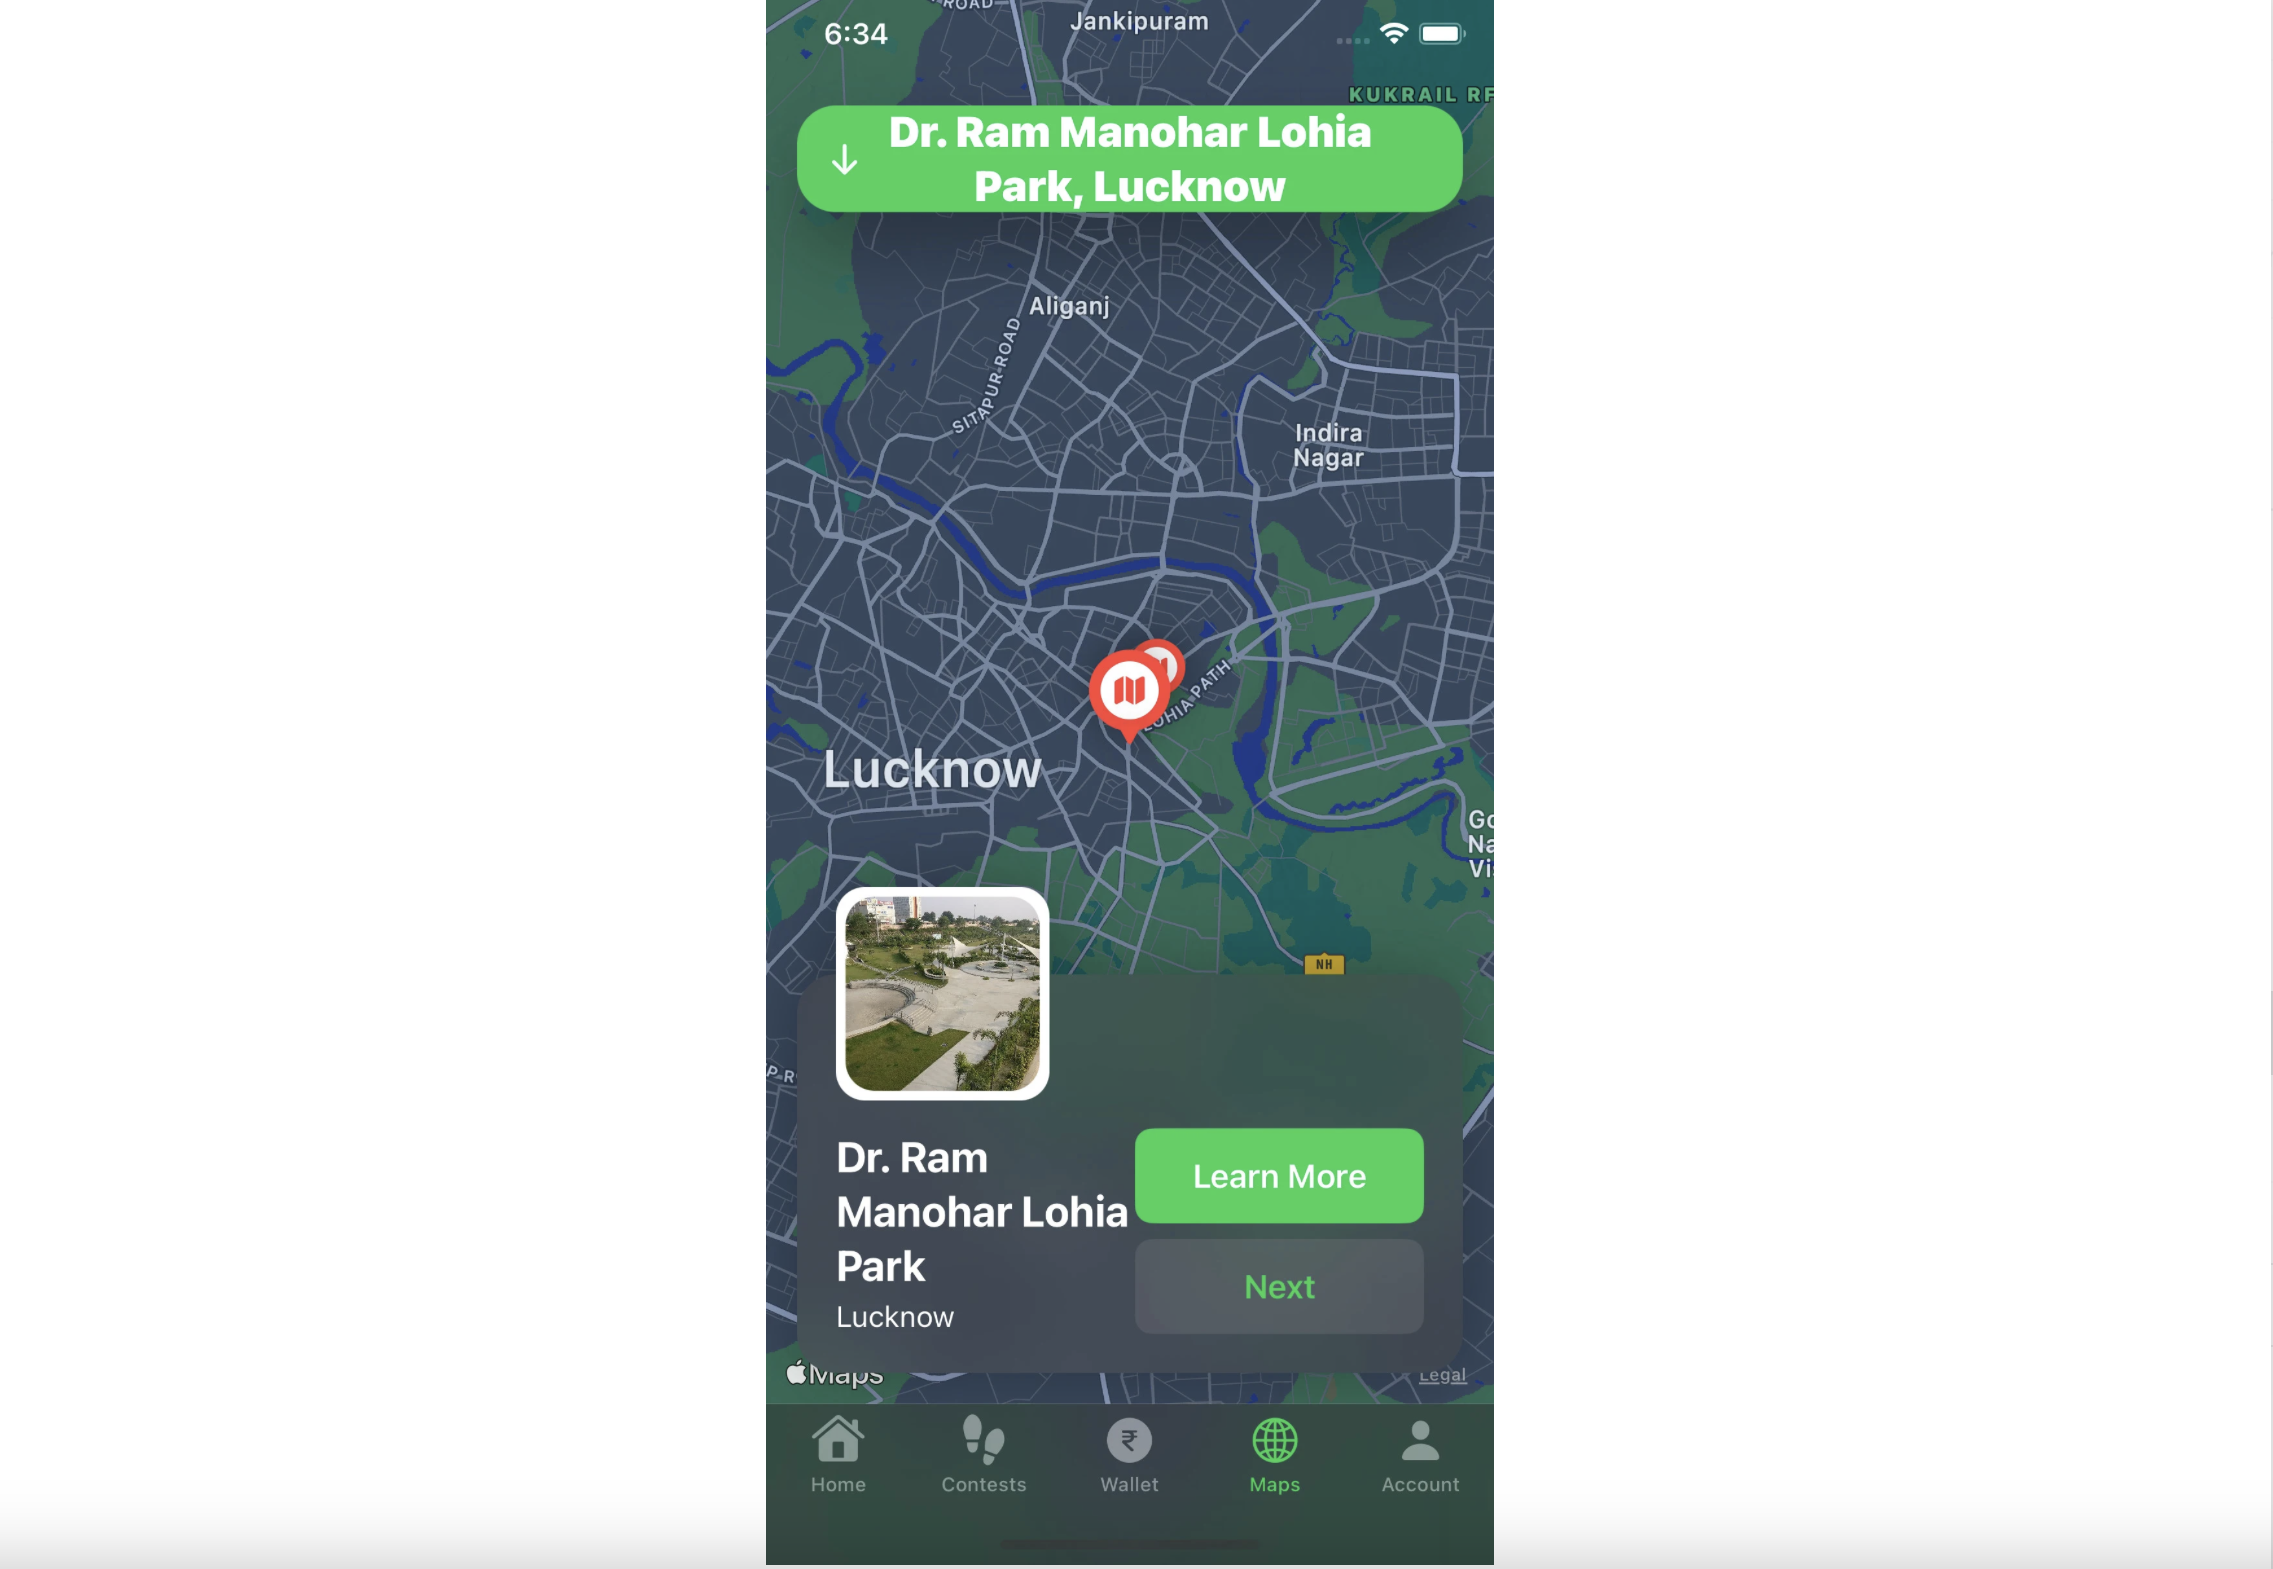 ROAD
Jankipuram
6:34
KUKRAIL RF
Dr. Ram Manohar Lohia
Park, Lucknow
Aliganj
SITAPUR ROAD
Indira
Nagar
LOHIA PATH
Lucknow
Go
Na
Vi
NH
P R
Dr. Ram
Manohar Lohia
Park
Lucknow
Learn More
Next
Maps
Legal
₹
Home
Contests
Wallet
Maps
Account